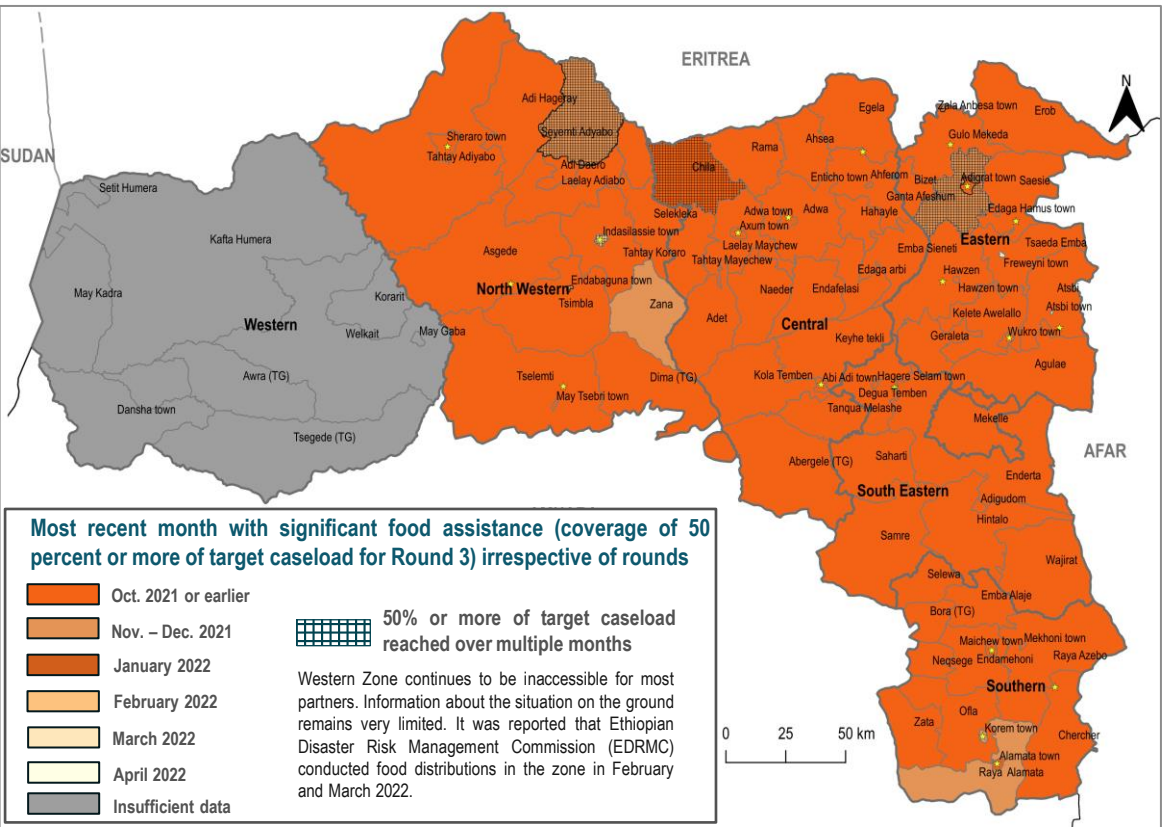 ERITREA
N
SUDAN
AFAR
Adi Hageray
Egela
Zala Anbesa town
Erob
Sheraro town
Tahtay Adiyabo
Seyemti Adyabo
Gulo Mekeda
Ahsea
Rama
Adi Daero
Laelay Adiabo
Chila
Enticho town
Ahferom
Bizet
Adigrat town
Saesie
Ganta Afeshum
Setit Humera
Selekleka
Adwa town
Adwa
Hahayle
Edaga Hamus town
Axum town
Kafta Humera
Indasilassie town
Laelay Maychew
Emba Sieneti
Eastern
Tsaeda Emba
Asgede
Tahtay Koraro
Tahtay Mayechew
Freweyni town
Edaga arbi
Hawzen
May Kadra
Korarit
Endabaguna town
North Western
Naeder
Endafelasi
Hawzen town
Atsbi
Tsimbla
Zana
Atsbi town
Kelete Awelallo
Western
Adet
Central
Welkait
May Gaba
Keyhe tekli
Geraleta
Wukro town
Agulae
Awra (TG)
Tselemti
Dima (TG)
Kola Temben
Abi Adi town
Hagere Selam town
May Tsebri town
Degua Temben
Dansha town
Tanqua Melashe
Mekelle
Tsegede (TG)
Saharti
Abergele (TG)
Enderta
South Eastern
Adigudom
Hintalo
Samre
Wajirat
Selewa
Emba Alaje
Bora (TG)
Maichew town
Mekhoni town
Neqsege
Endamehoni
Raya Azebo
Southern
Ofla
Zata
Korem town
Chercher
Alamata town
Raya Alamata
0 25 50 km
Most recent month with significant food assistance (coverage of 50
percent or more of target caseload for Round 3) irrespective of rounds
Oct. 2021 or earlier
Nov. – Dec. 2021
January 2022
February 2022
March 2022
April 2022
Insufficient data
50% or more of target caseload
reached over multiple months
Western Zone continues to be inaccessible for most
partners. Information about the situation on the ground
remains very limited. It was reported that Ethiopian
Disaster Risk Management Commission (EDRMC)
conducted food distributions in the zone in February
and March 2022.